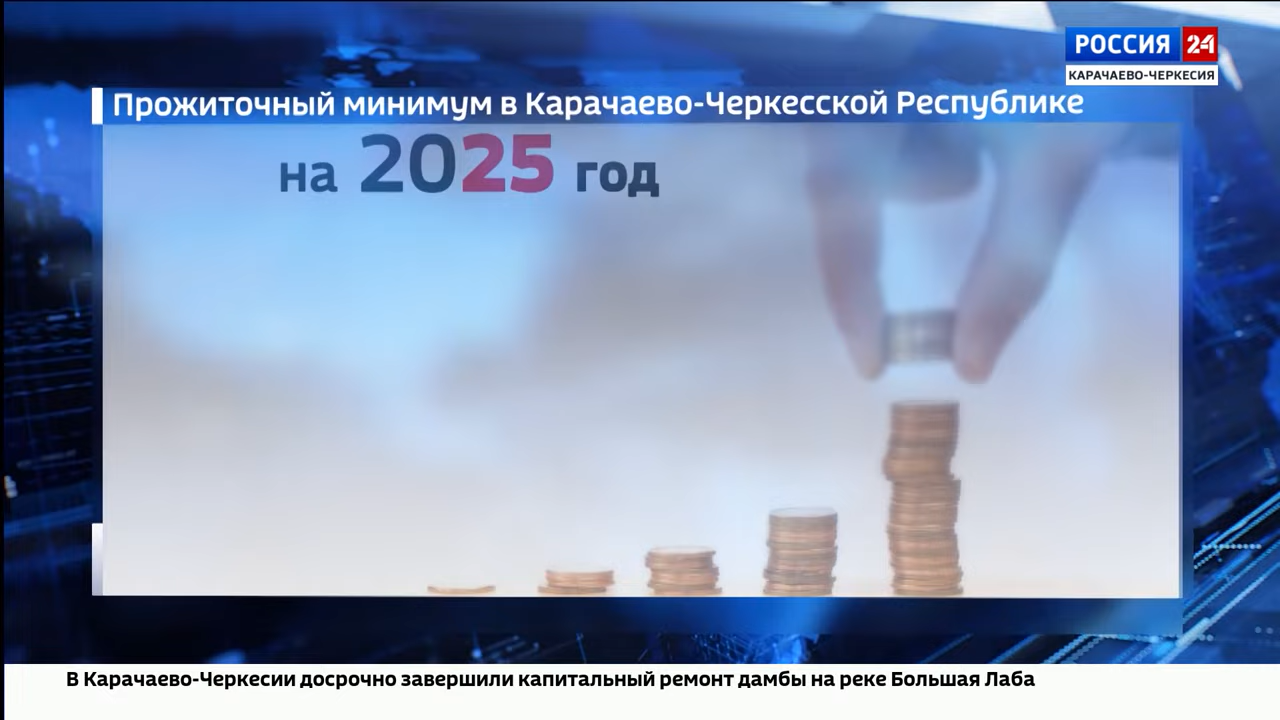 РОССИЯ 24
КАРАЧАЕВО-ЧЕРКЕСИЯ
Прожиточный минимум в Карачаево-Черкесской Республике
на 2025 год
В Карачаево-Черкесии досрочно завершили капитальный ремонт дамбы на реке Большая Лаба